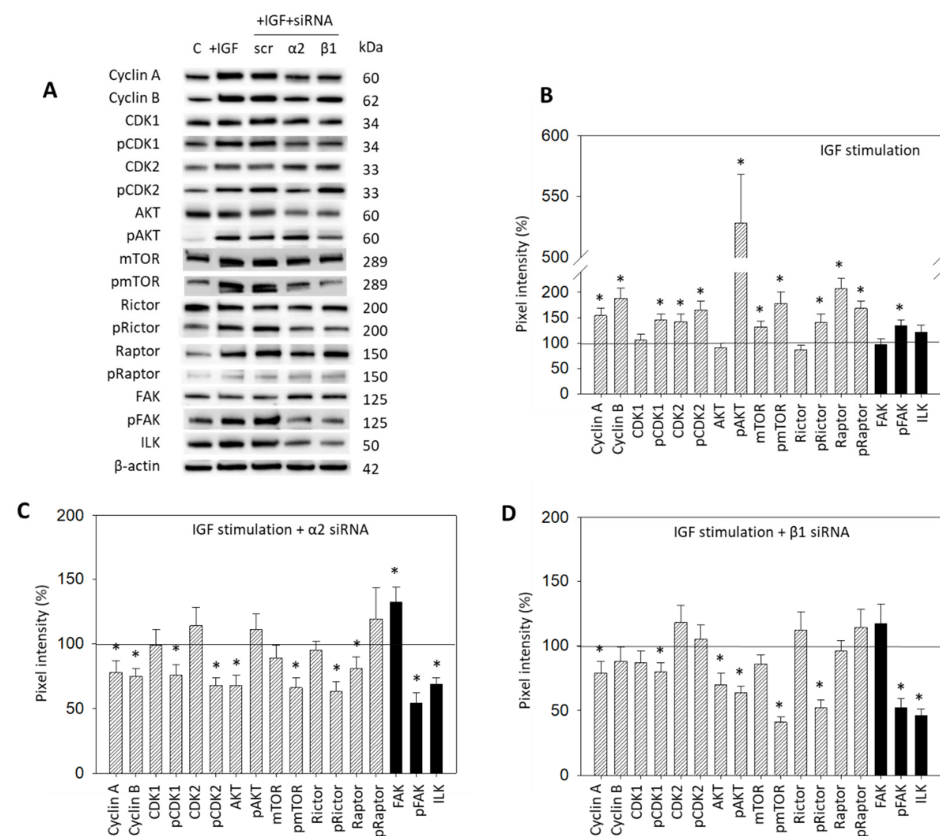 +IGF+siRNA
C +IGF scr α2 β1 kDa
A
Cyclin A 60
Cyclin B 62
CDK1 34
pCDK1 34
CDK2 33
pCDK2 33
AKT 60
pAKT 60
mTOR 289
pmTOR 289
Rictor 200
pRictor 200
Raptor 150
pRaptor 150
FAK 125
pFAK 125
ILK 50
β-actin 42
B
IGF stimulation
Pixel intensity (%)
600
550
500
200
150
100
50
0
* * * * * * * * * * * *
Cyclin A
Cyclin B
CDK1
pCDK1
CDK2
pCDK2
AKT
pAKT
mTOR
pmTOR
Rictor
pRictor
Raptor
pRaptor
FAK
pFAK
ILK
C
IGF stimulation + α2 siRNA
Pixel intensity (%)
200
150
100
50
0
* * * * * * * * * * *
Cyclin A
Cyclin B
CDK1
pCDK1
CDK2
pCDK2
AKT
pAKT
mTOR
pmTOR
Rictor
pRictor
Raptor
pRaptor
FAK
pFAK
ILK
D
IGF stimulation + β1 siRNA
Pixel intensity (%)
200
150
100
50
0
* * * * * * * *
Cyclin A
Cyclin B
CDK1
pCDK1
CDK2
pCDK2
AKT
pAKT
mTOR
pmTOR
Rictor
pRictor
Raptor
pRaptor
FAK
pFAK
ILK